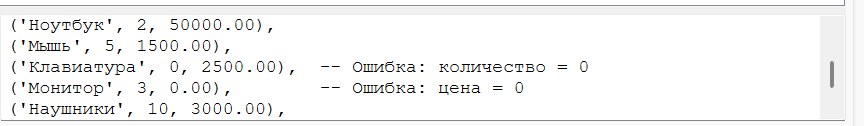 ('Ноутбук', 2, 50000.00),
('Мышь', 5, 1500.00),
('Клавиатура', 0, 2500.00),  -- Ошибка: количество = 0
('Монитор', 3, 0.00),        -- Ошибка: цена = 0
('Наушники', 10, 3000.00),